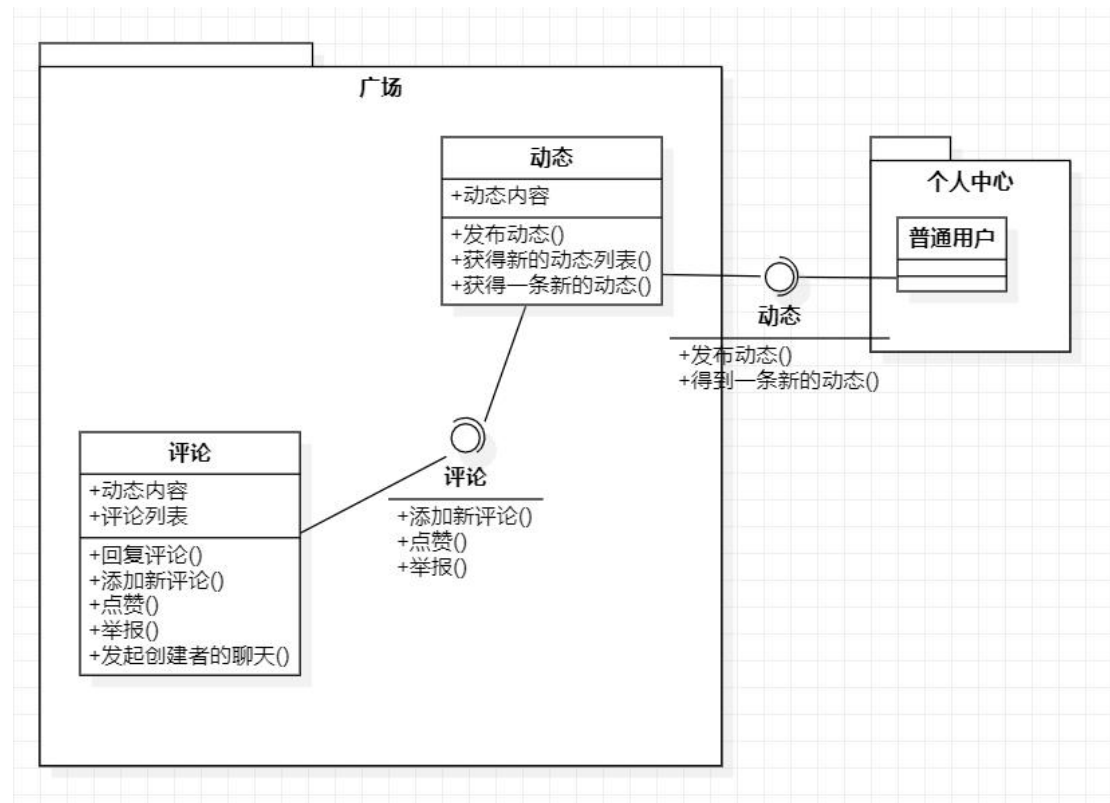 广场
动态
+动态内容
+发布动态()
+获得新的动态列表()
+获得一条新的动态()
个人中心
普通用户
动态
+发布动态()
+得到一条新的动态()
评论
+动态内容
+评论列表
+回复评论()
+添加新评论()
+点赞()
+举报()
+发起创建者的聊天()
评论
+添加新评论()
+点赞()
+举报()